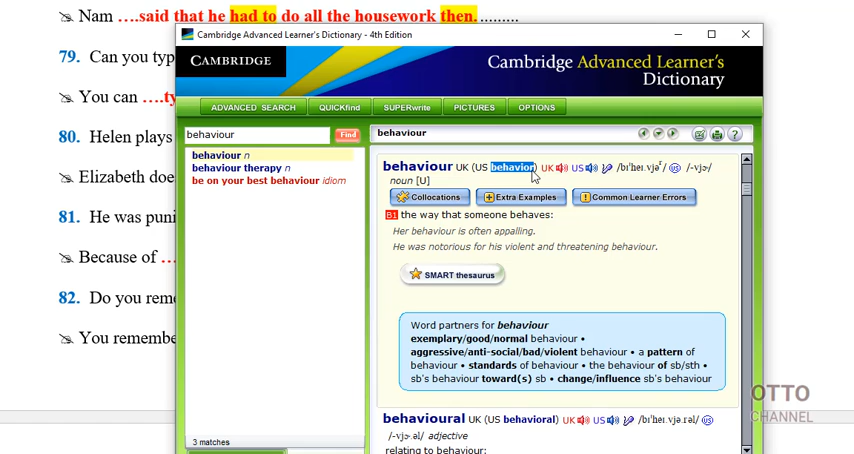 Nam ….said that he had to do all the housework then.………
79. Can you typ
You can ….ty
80. Helen plays
Elizabeth doe
81. He was puni
Because of …
82. Do you reme
You remembe
Cambridge Advanced Learner's Dictionary - 4th Edition
CAMBRIDGE
Cambridge Advanced Learner's
Dictionary
ADVANCED SEARCH QUICKfind SUPERwrite PICTURES OPTIONS
behaviour Find
behaviour n
behaviour therapy n
be on your best behaviour idiom
3 matches
behaviour
behaviour UK (US behavior) UK US /bɪˈheɪ.vjəʳ/ US /-vjɚ/
noun [U]
Collocations Extra Examples Common Learner Errors
B1 the way that someone behaves:
Her behaviour is often appalling.
He was notorious for his violent and threatening behaviour.
SMART thesaurus
Word partners for behaviour
exemplary/good/normal behaviour •
aggressive/anti-social/bad/violent behaviour • a pattern of
behaviour • standards of behaviour • the behaviour of sb/sth •
sb's behaviour toward(s) sb • change/influence sb's behaviour
behavioural UK (US behavioral) UK US /bɪˈheɪ.vjə.rəl/ US
/-vjɚ.əl/ adjective
relating to behaviour:
OTTO
CHANNEL